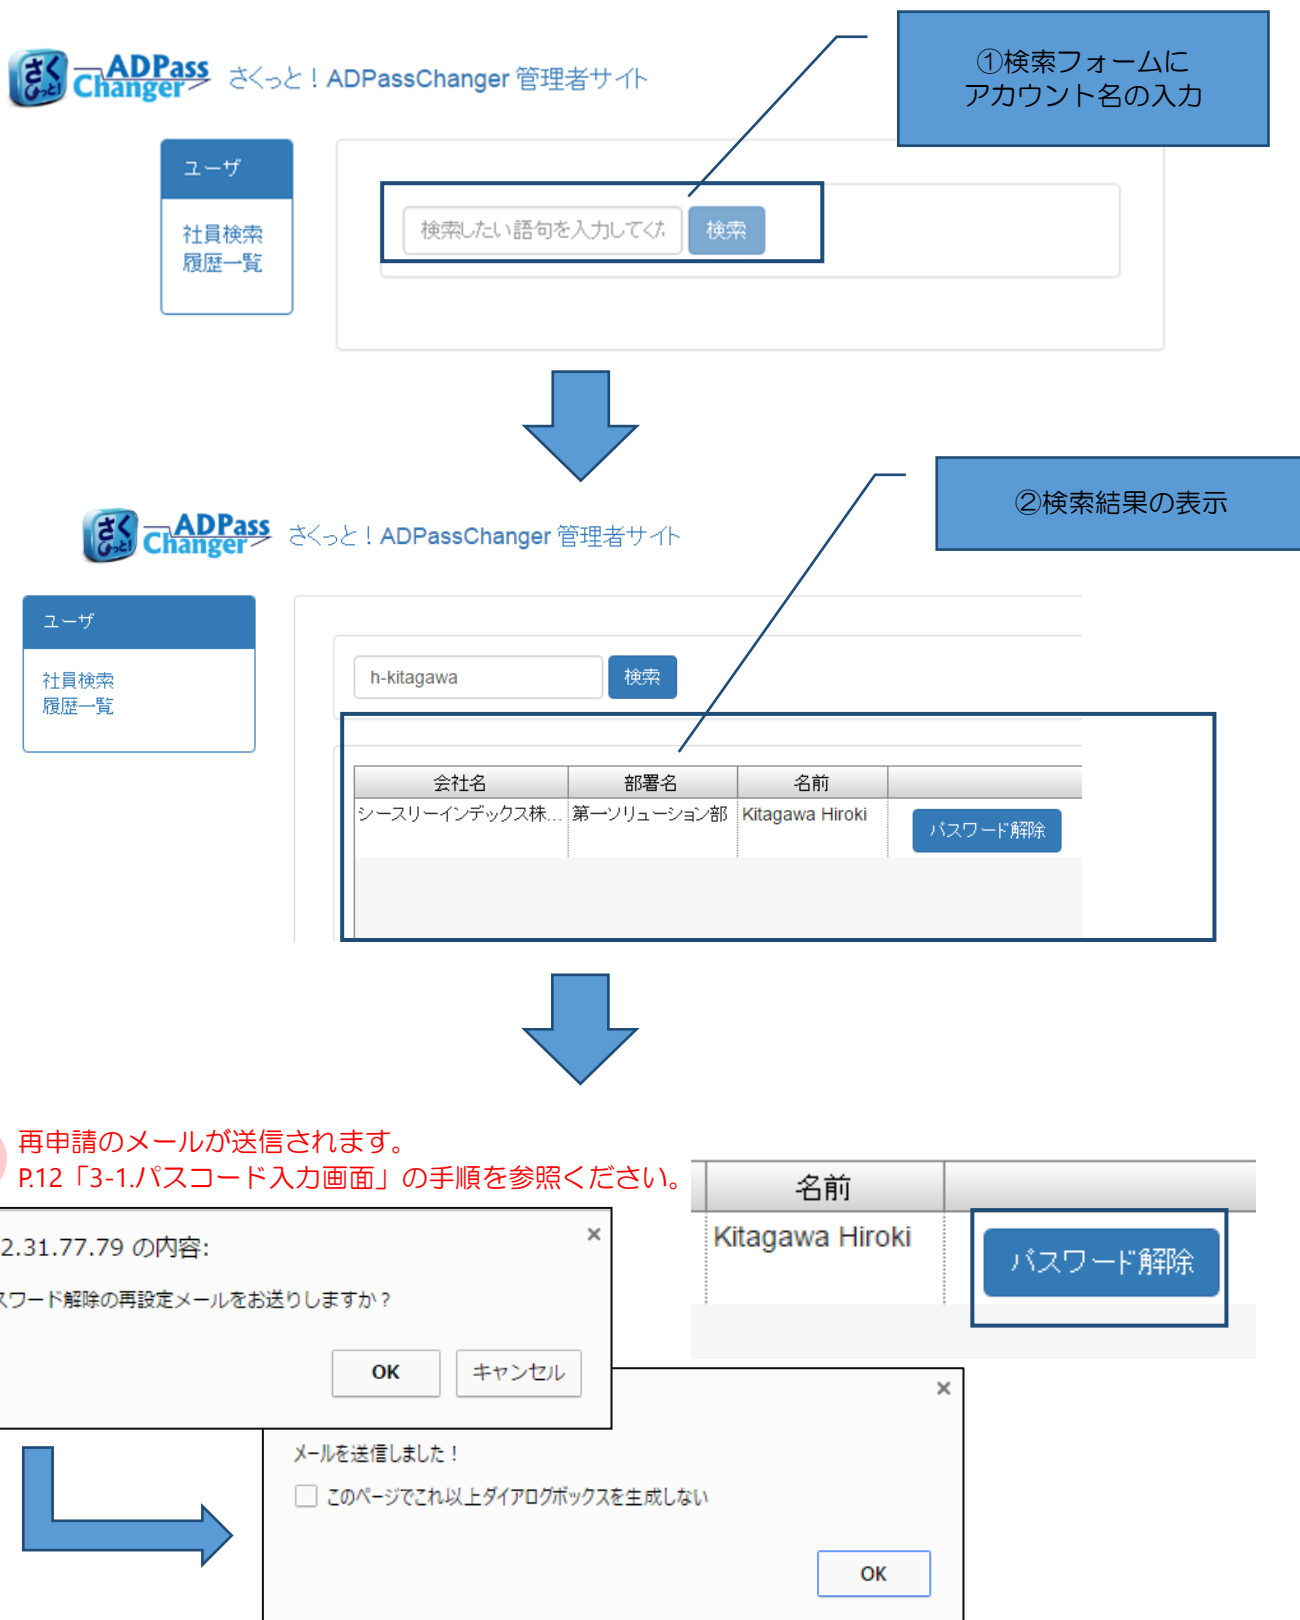 ①検索フォームに
アカウント名の入力
さくっと!
ADPass
Changer
さくっと！ADPassChanger 管理者サイト
ユーザ
社員検索
履歴一覧
検索したい語句を入力してくだ
検索
②検索結果の表示
さくっと!
ADPass
Changer
さくっと！ADPassChanger 管理者サイト
ユーザ
社員検索
履歴一覧
h-kitagawa
検索
会社名 部署名 名前
シースリーインデックス株... 第一ソリューション部 Kitagawa Hiroki パスワード解除
再申請のメールが送信されます。
P.12「3-1.パスコード入力画面」の手順を参照ください。
名前
Kitagawa Hiroki パスワード解除
2.31.77.79 の内容:
スワード解除の再設定メールをお送りしますか？
OK キャンセル
メールを送信しました！
このページでこれ以上ダイアログボックスを生成しない
OK